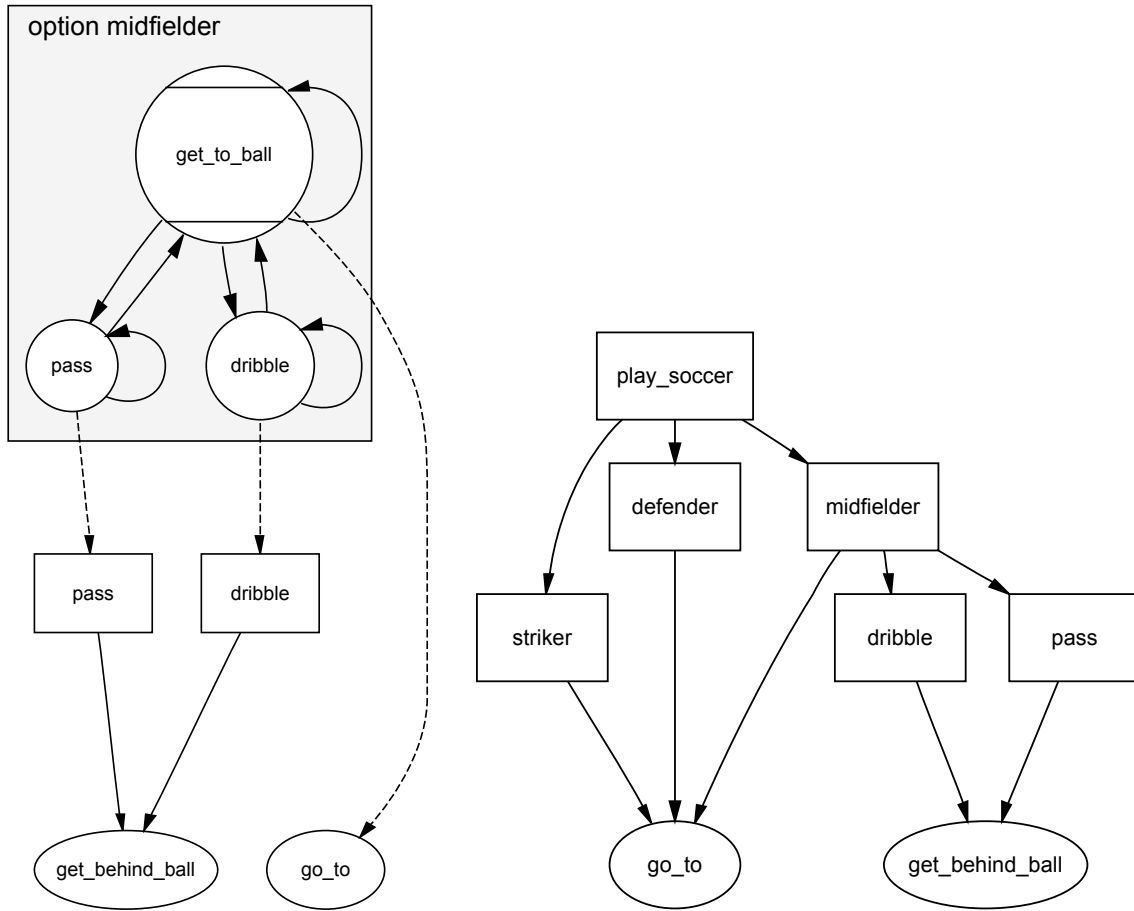 option midfielder
get_to_ball
pass
dribble
pass
dribble
get_behind_ball
go_to
play_soccer
defender
midfielder
striker
dribble
pass
go_to
get_behind_ball